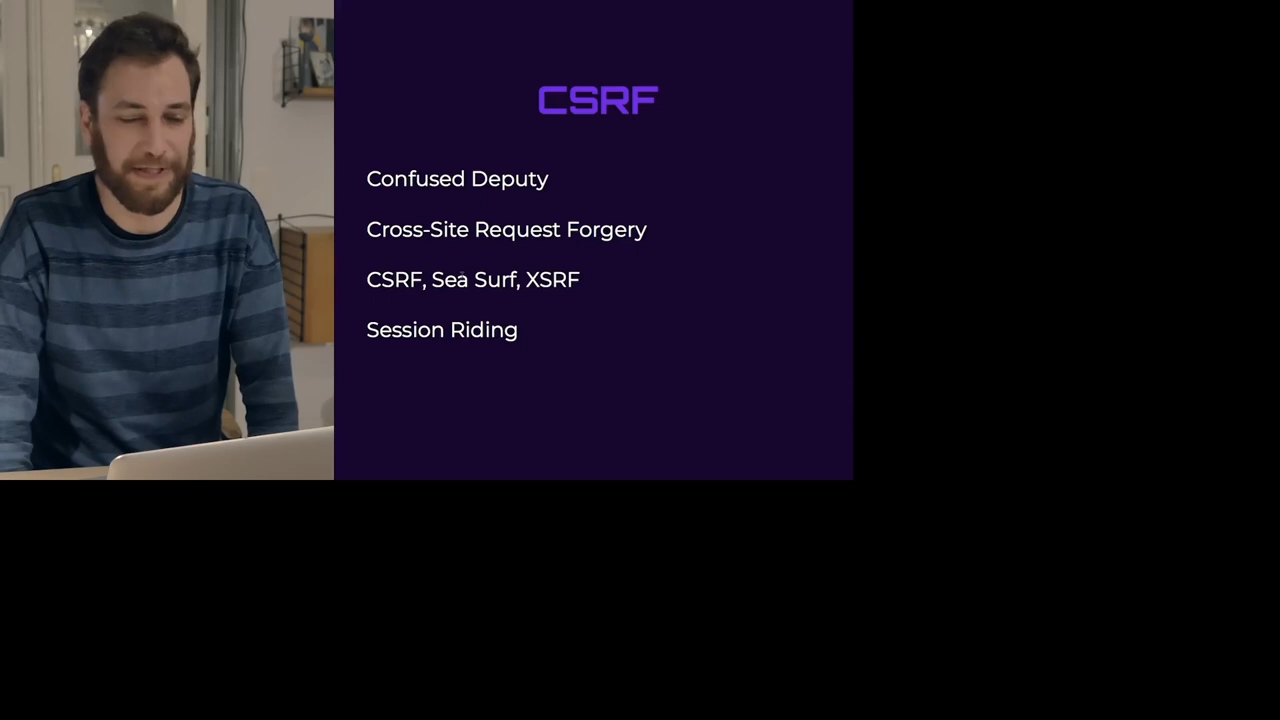 CSRF
Confused Deputy
Cross-Site Request Forgery
CSRF, Sea Surf, XSRF
Session Riding